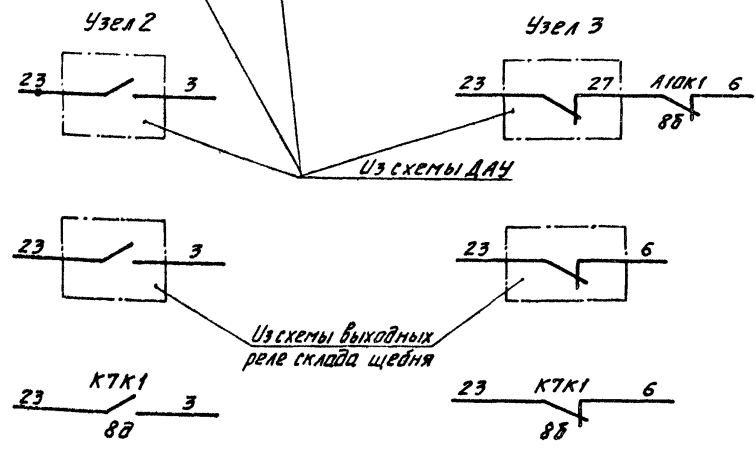 Узел 2
Узел 3
23 3
23 27 А10К1 6
8б
Из схемы ДАУ
23 3
23 6
Из схемы выходных
реле склада щебня
23 К7К1 3
8д
23 К7К1 6
8б